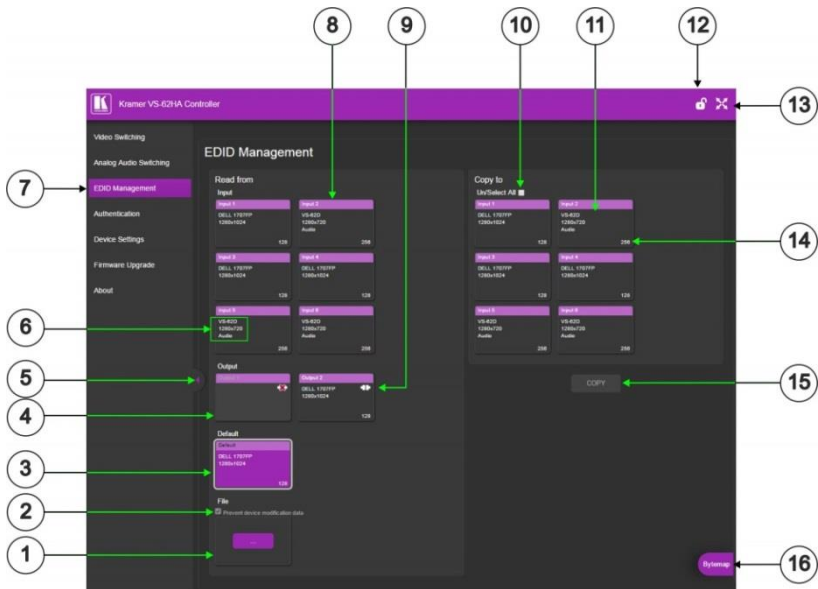 8
9
10
11
12
Kramer VS-62HA Controller
13
Video Switching
Analog Audio Switching
EDID Management
Authentication
Device Settings
Firmware Upgrade
About
7
EDID Management
Read from
Input
Input 1
DELL 1707FP
1280x1024
128
Input 2
VS-62D
1280x720
Audio
256
Input 3
DELL 1707FP
1280x1024
128
Input 4
DELL 1707FP
1280x1024
128
6
Input 5
VS-62D
1280x720
Audio
256
Input 6
VS-62D
1280x720
Audio
256
5
Output
4
Output 1
Output 2
DELL 1707FP
1280x1024
128
Default
3
Default
DELL 1707FP
1280x1024
128
File
2
Prevent device modification data
1
...
Copy to
Un/Select All
Input 1
DELL 1707FP
1280x1024
128
Input 2
VS-62D
1280x720
Audio
256
14
Input 3
DELL 1707FP
1280x1024
128
Input 4
DELL 1707FP
1280x1024
128
Input 5
VS-62D
1280x720
Audio
256
Input 6
VS-62D
1280x720
Audio
256
COPY
15
Bytemap
16